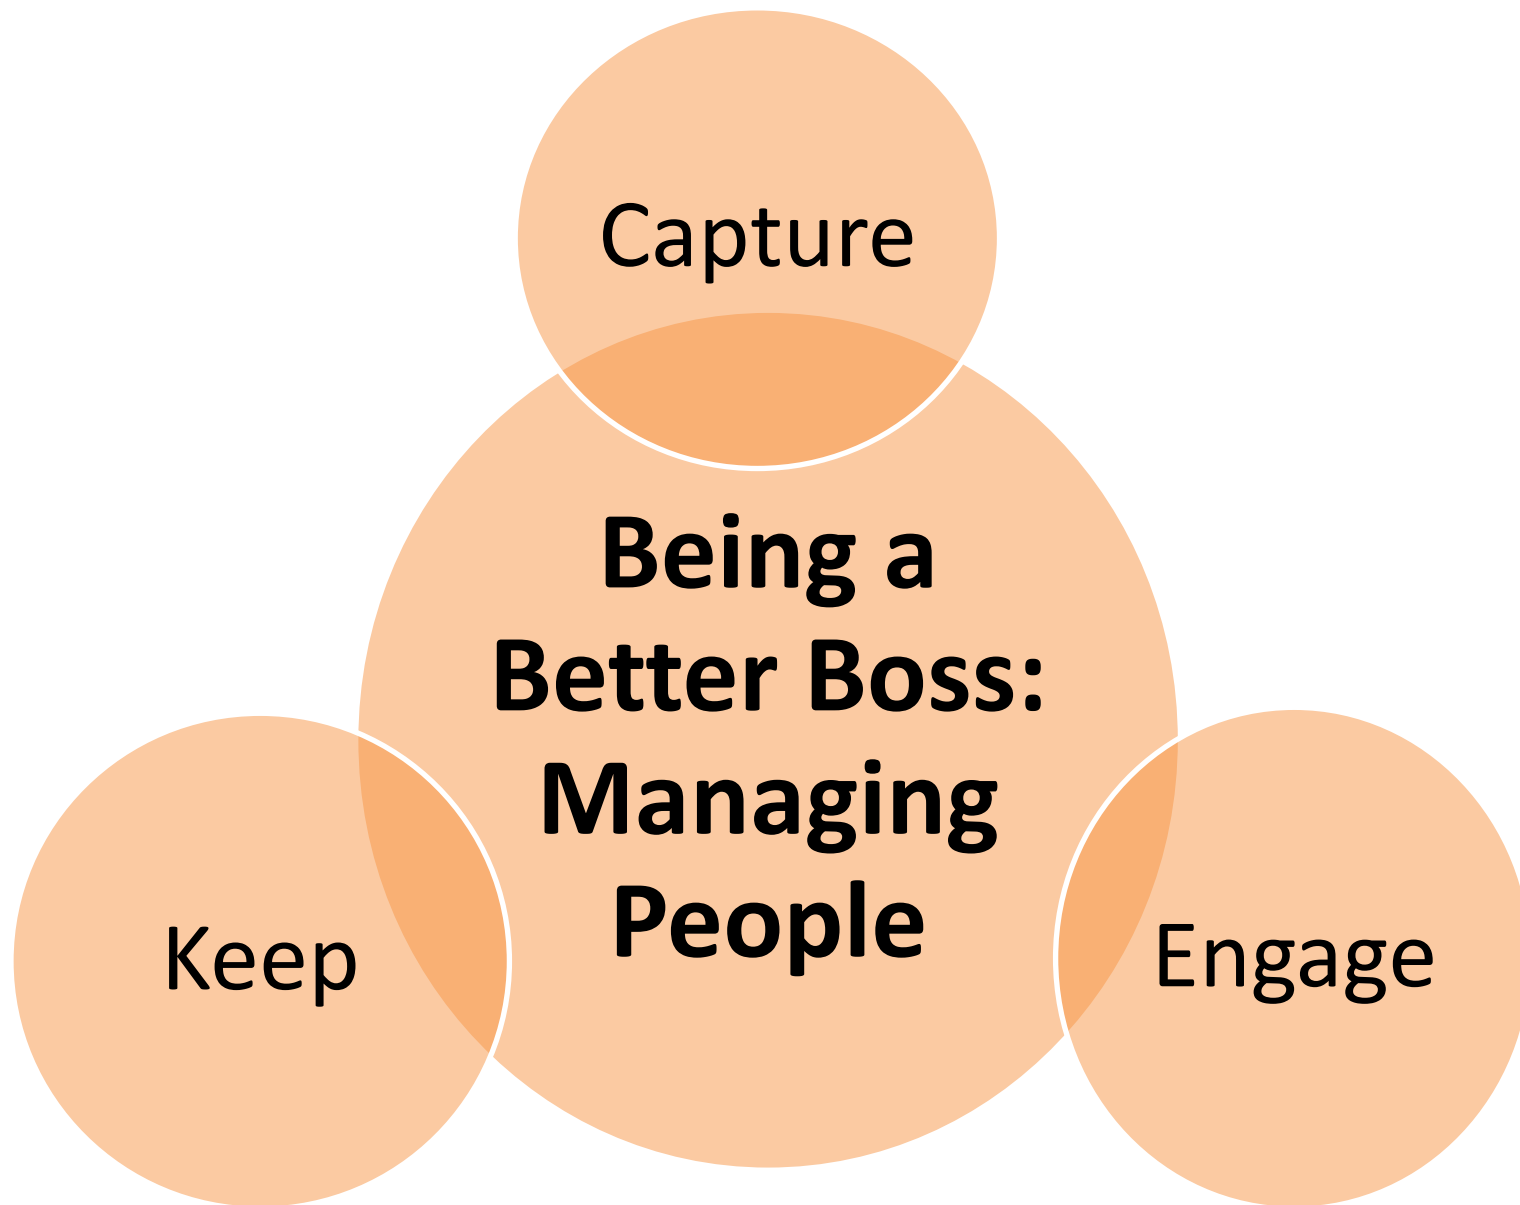 Capture
Being a
Better Boss:
Managing
People
Keep
Engage